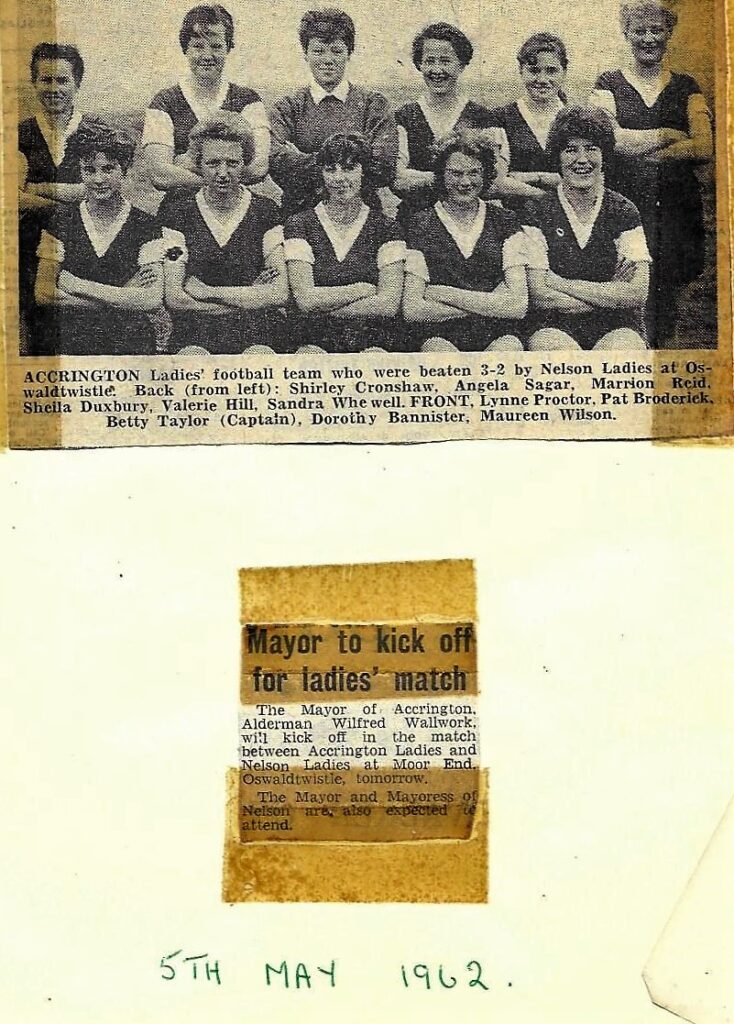 ACCRINGTON Ladies' football team who were beaten 3-2 by Nelson Ladies at Os-
waldtwistle. Back (from left): Shirley Cronshaw, Angela Sagar, Marrion Reid,
Sheila Duxbury, Valerie Hill, Sandra Whewell. FRONT, Lynne Proctor, Pat Broderick,
Betty Taylor (Captain), Dorothy Bannister, Maureen Wilson.
Mayor to kick off
for ladies' match
The Mayor of Accrington,
Alderman Wilfred Wallwork,
will kick off in the match
between Accrington Ladies and
Nelson Ladies at Moor End,
Oswaldtwistle, tomorrow.
The Mayor and Mayoress of
Nelson are, also expected to
attend.
5TH MAY 1962.